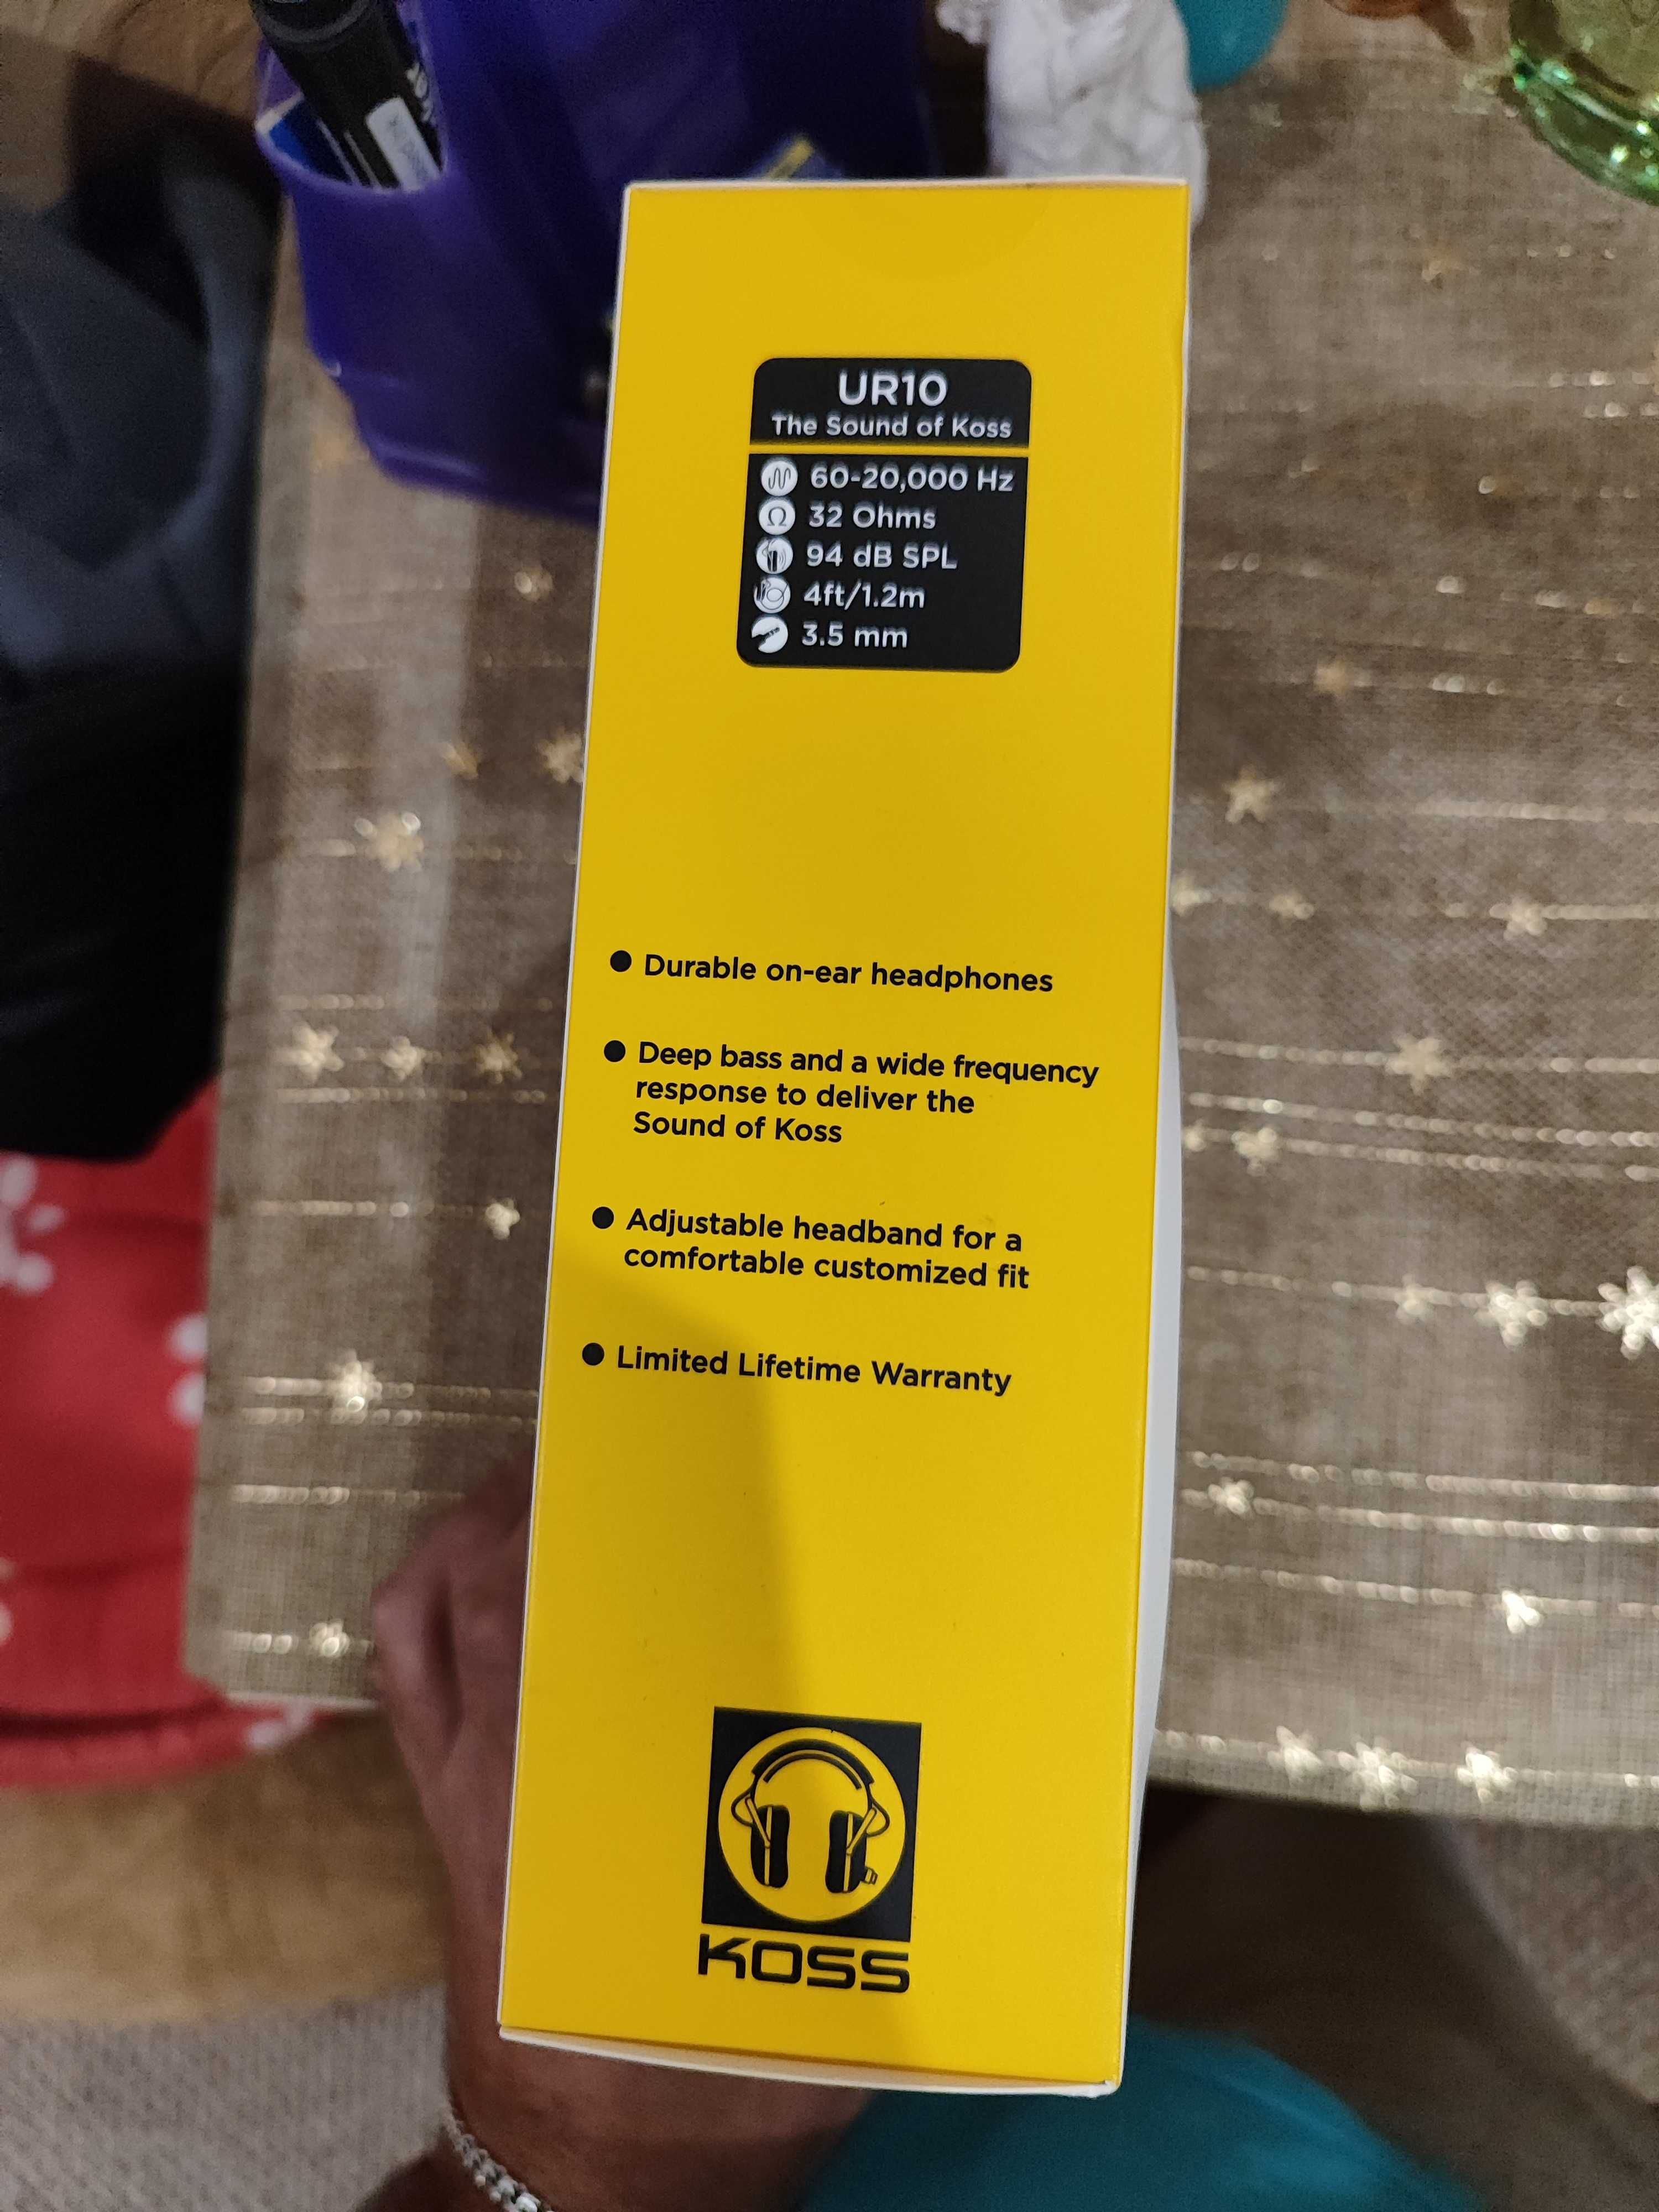 UR10
The Sound of Koss
60-20,000 Hz
Ω 32 Ohms
94 dB SPL
4ft/1.2m
3.5 mm
● Durable on-ear headphones
● Deep bass and a wide frequency
response to deliver the
Sound of Koss
● Adjustable headband for a
comfortable customized fit
● Limited Lifetime Warranty
KOSS